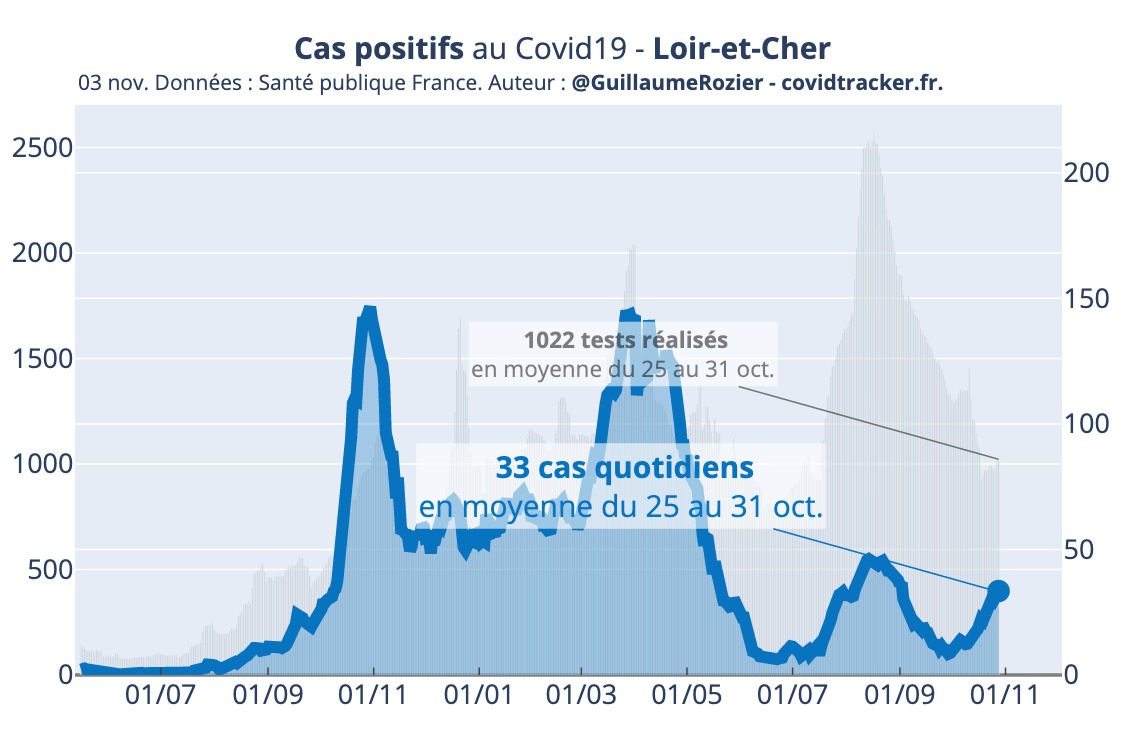 Cas positifs au Covid19 - Loir-et-Cher
03 nov. Données : Santé publique France. Auteur : @GuillaumeRozier - covidtracker.fr.
2500
2000
1500
1000
500
0
200
150
100
50
0
1022 tests réalisés
en moyenne du 25 au 31 oct.
33 cas quotidiens
en moyenne du 25 au 31 oct.
01/07 01/09 01/11 01/01 01/03 01/05 01/07 01/09 01/11